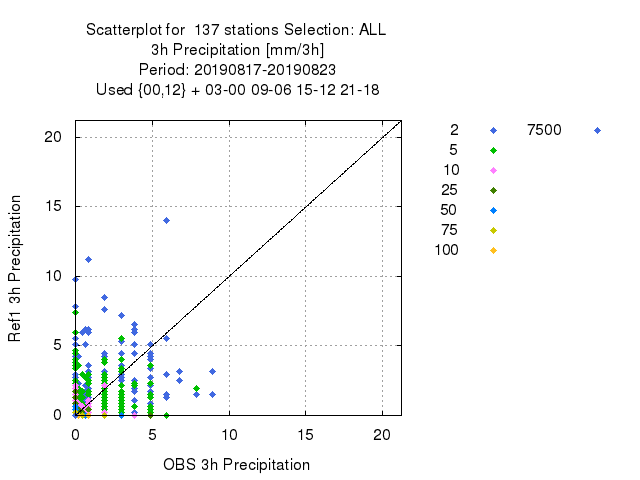 Scatterplot for 137 stations Selection: ALL
3h Precipitation [mm/3h]
Period: 20190817-20190823
Used {00,12} + 03-00 09-06 15-12 21-18
2 7500
5
10
25
50
75
100
20
15
10
5
0
Ref1 3h Precipitation
0 5 10 15 20
OBS 3h Precipitation